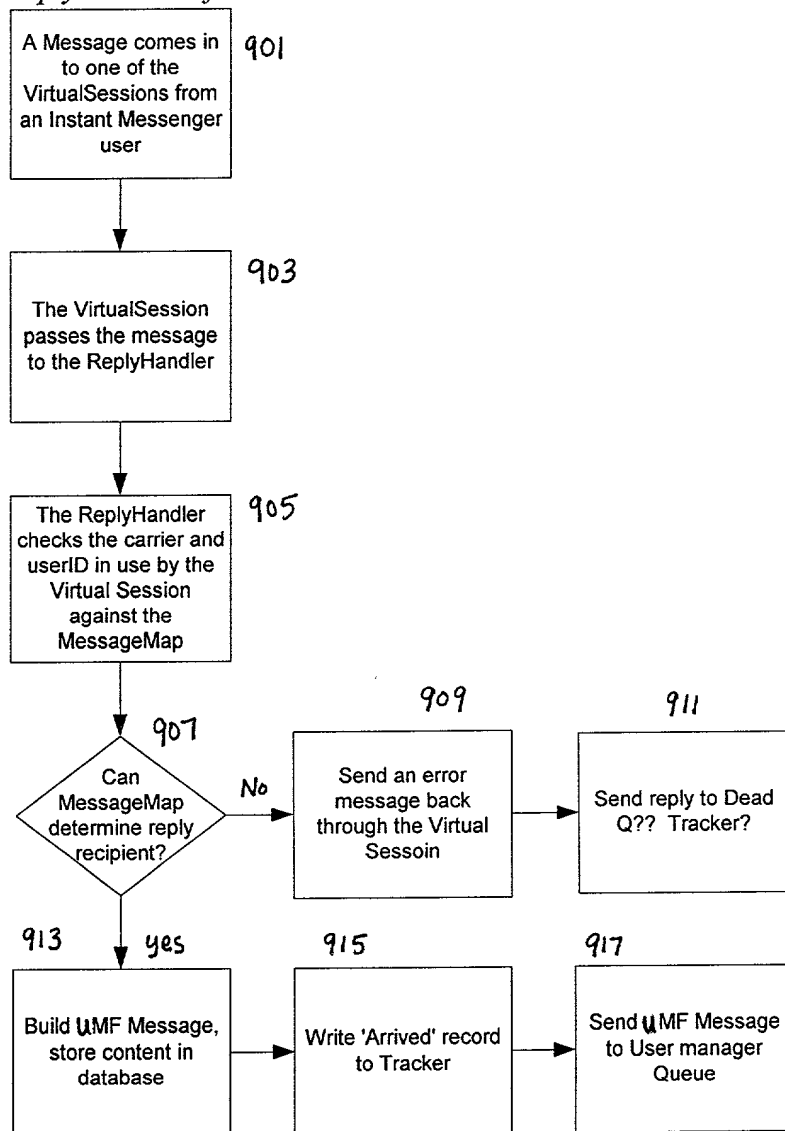 A Message comes in
to one of the
VirtualSessions from
an Instant Messenger
user
901
903
The VirtualSession
passes the message
to the ReplyHandler
905
The ReplyHandler
checks the carrier and
userID in use by the
Virtual Session
against the
MessageMap
907
Can
MessageMap
determine reply
recipient?
No
909
Send an error
message back
through the Virtual
Sessoin
911
Send reply to Dead
Q?? Tracker?
yes
913
Build UMF Message,
store content in
database
915
Write 'Arrived' record
to Tracker
917
Send UMF Message
to User manager
Queue